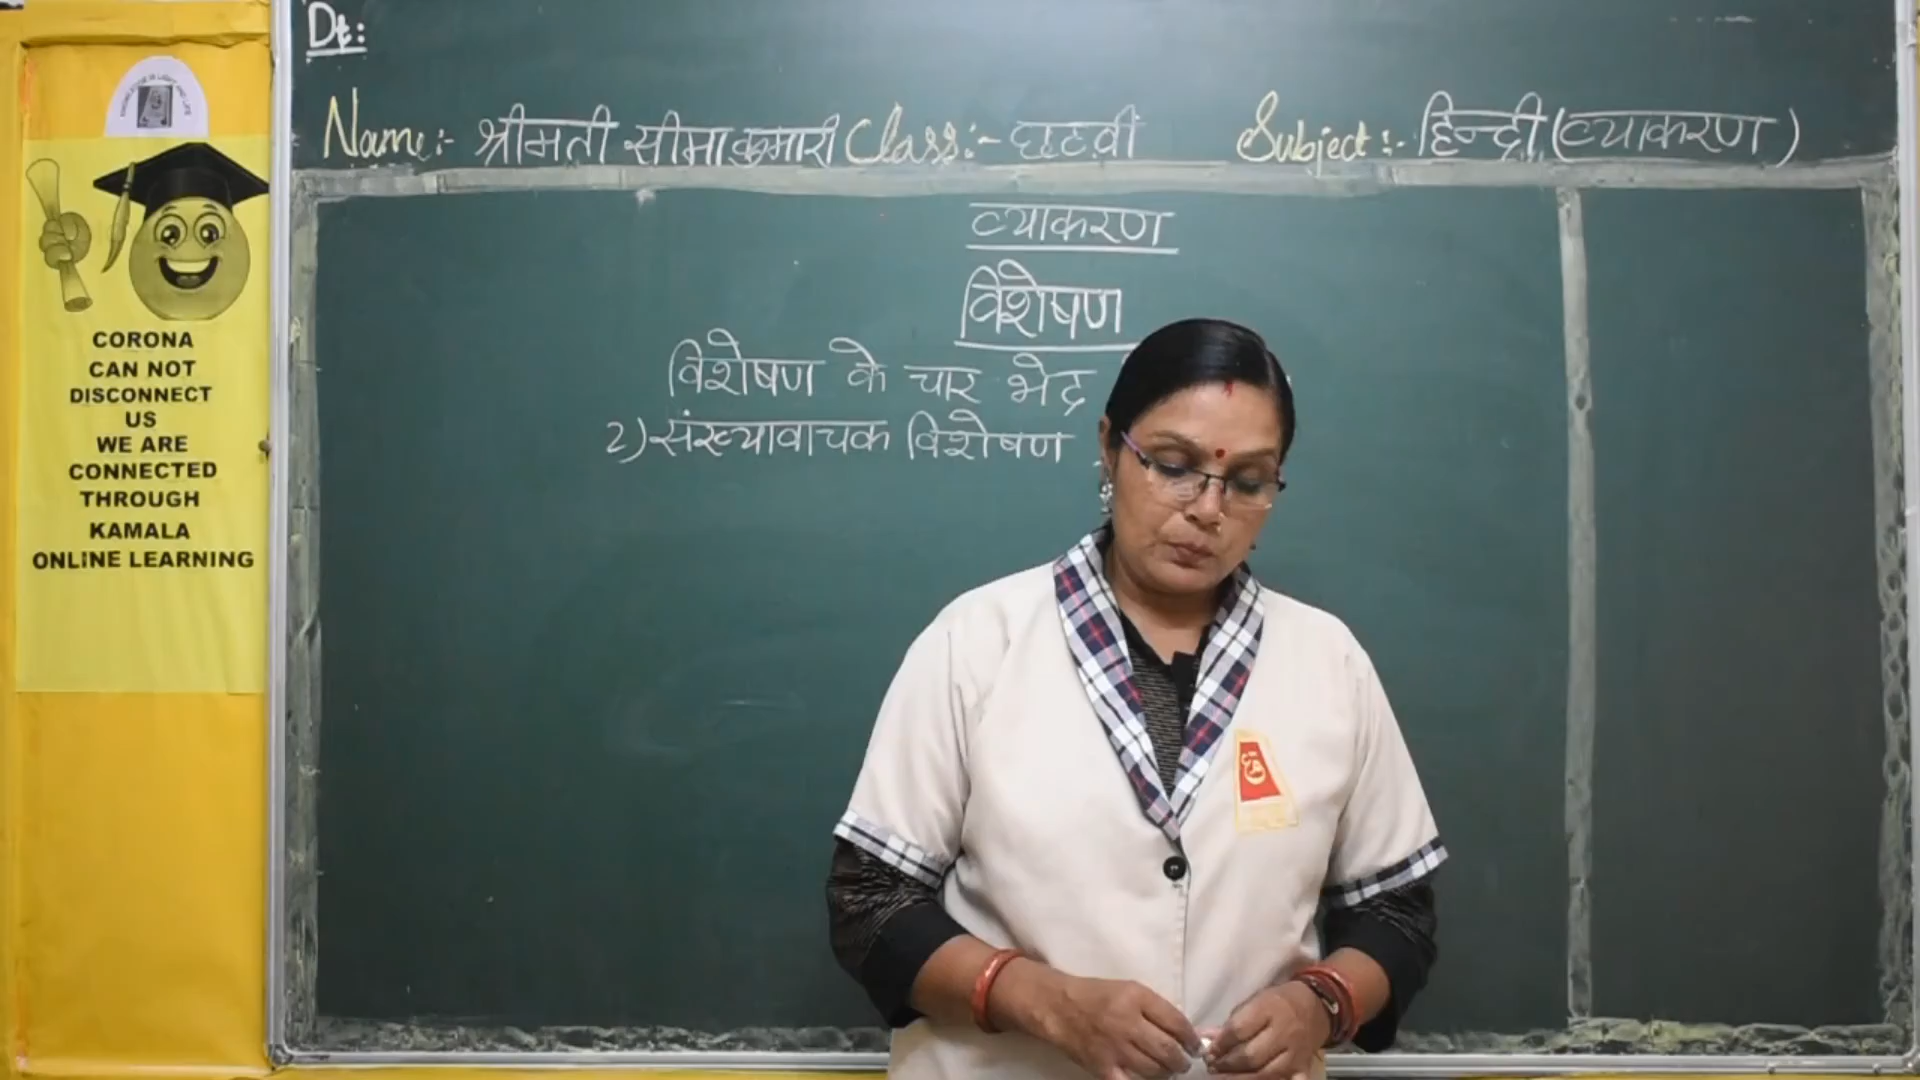 Dt:
Name:- श्रीमती सीमा कुमारी Class:- छटवीं Subject:- हिन्दी (व्याकरण)
व्याकरण
विशेषण
विशेषण के चार भेद
2) संख्यावाचक विशेषण
CORONA
CAN NOT
DISCONNECT
US
WE ARE
CONNECTED
THROUGH
KAMALA
ONLINE LEARNING